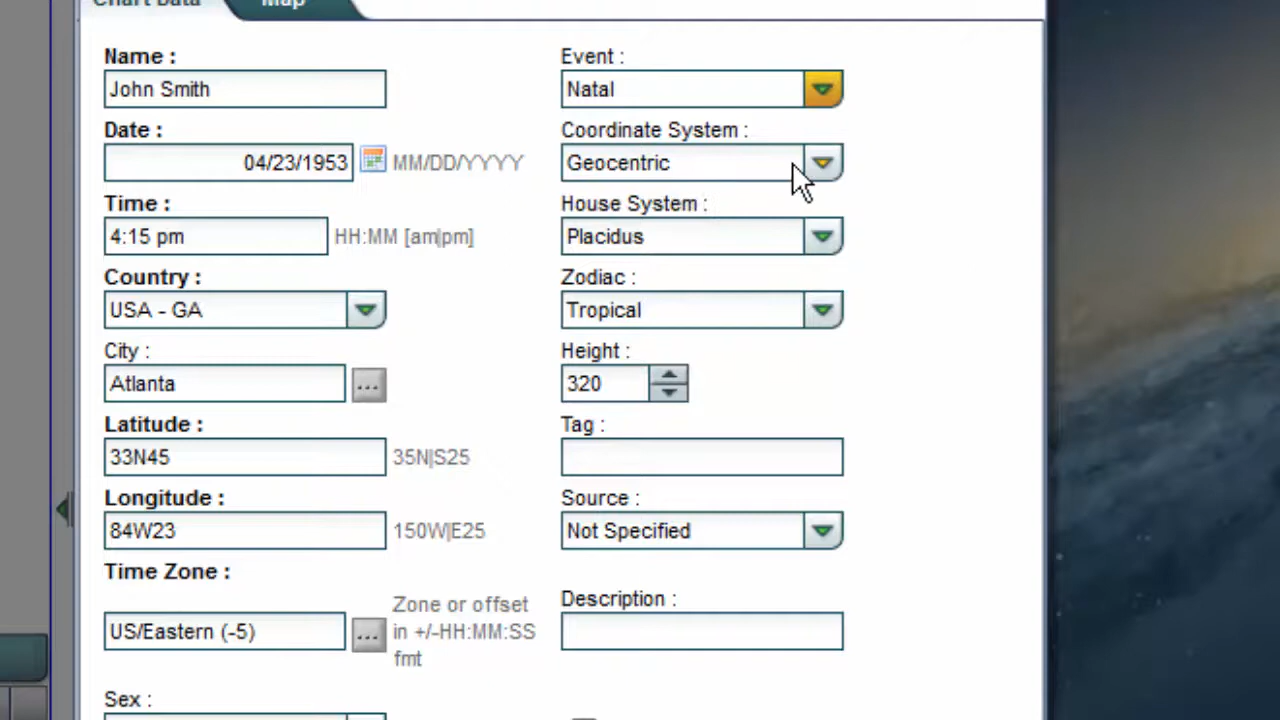 Chart Data
Map
Name :
John Smith
Date :
04/23/1953
MM/DD/YYYY
Time :
4:15 pm
HH:MM [am|pm]
Country :
USA - GA
City :
Atlanta
...
Latitude :
33N45
35N|S25
Longitude :
84W23
150W|E25
Time Zone :
US/Eastern (-5)
...
Zone or offset
in +/-HH:MM:SS
fmt
Sex :
Event :
Natal
Coordinate System :
Geocentric
House System :
Placidus
Zodiac :
Tropical
Height :
320
Tag :
Source :
Not Specified
Description :